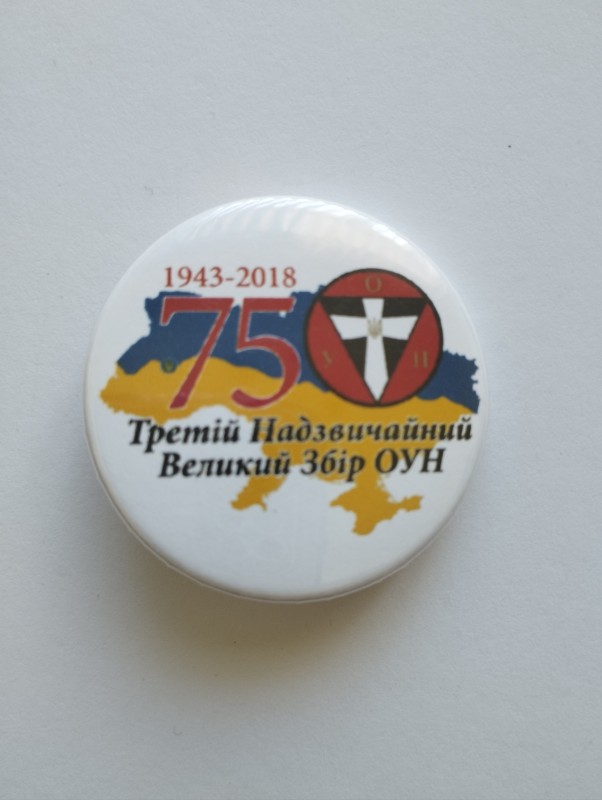 1943-2018
75
О
У Н
Третій Надзвичайний
Великий Збір ОУН